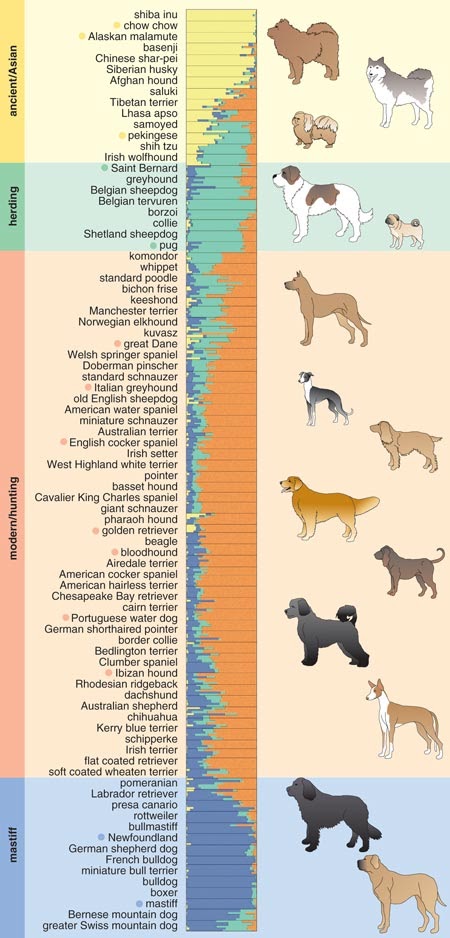 ancient/Asian
shiba inu
chow chow
Alaskan malamute
basenji
Chinese shar-pei
Siberian husky
Afghan hound
saluki
Tibetan terrier
Lhasa apso
samoyed
pekingese
shih tzu
Irish wolfhound
herding
Saint Bernard
greyhound
Belgian sheepdog
Belgian tervuren
borzoi
collie
Shetland sheepdog
pug
modern/hunting
komondor
whippet
standard poodle
bichon frise
keeshond
Manchester terrier
Norwegian elkhound
kuvasz
great Dane
Welsh springer spaniel
Doberman pinscher
standard schnauzer
Italian greyhound
old English sheepdog
American water spaniel
miniature schnauzer
Australian terrier
English cocker spaniel
Irish setter
West Highland white terrier
pointer
basset hound
Cavalier King Charles spaniel
giant schnauzer
pharaoh hound
golden retriever
beagle
bloodhound
Airedale terrier
American cocker spaniel
American hairless terrier
Chesapeake Bay retriever
cairn terrier
Portuguese water dog
German shorthaired pointer
border collie
Bedlington terrier
Clumber spaniel
Ibizan hound
Rhodesian ridgeback
dachshund
Australian shepherd
chihuahua
Kerry blue terrier
schipperke
Irish terrier
flat coated retriever
soft coated wheaten terrier
mastiff
pomeranian
Labrador retriever
presa canario
rottweiler
bullmastiff
Newfoundland
German shepherd dog
French bulldog
miniature bull terrier
bulldog
boxer
mastiff
Bernese mountain dog
greater Swiss mountain dog